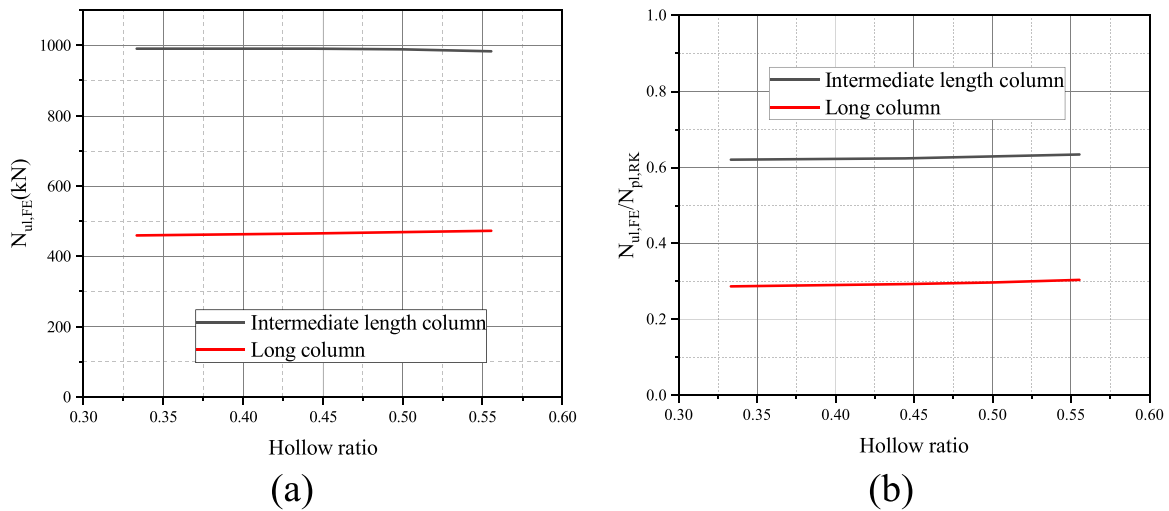 N_ul,FE(kN)
1000
800
600
400
200
0
0.30
0.35
0.40
0.45
0.50
0.55
0.60
Hollow ratio
Intermediate length column
Long column
(a)
N_ul,FE/N_pl,RK
1.0
0.8
0.6
0.4
0.2
0.0
0.30
0.35
0.40
0.45
0.50
0.55
0.60
Hollow ratio
Intermediate length column
Long column
(b)